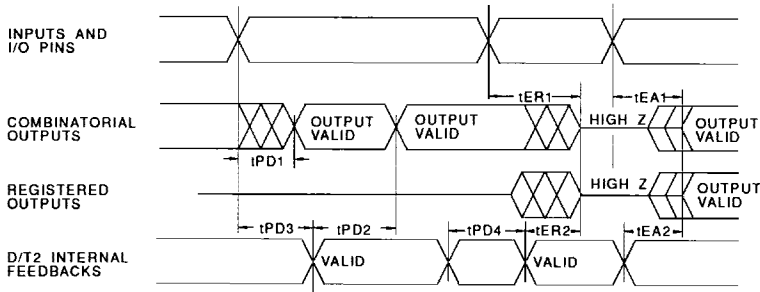 INPUTS AND
I/O PINS
tER1
tEA1
COMBINATORIAL
OUTPUTS
OUTPUT
VALID
OUTPUT
VALID
HIGH Z
OUTPUT
VALID
tPD1
REGISTERED
OUTPUTS
HIGH Z
OUTPUT
VALID
tPD3
tPD2
tPD4
tER2
tEA2
D/T2 INTERNAL
FEEDBACKS
VALID
VALID